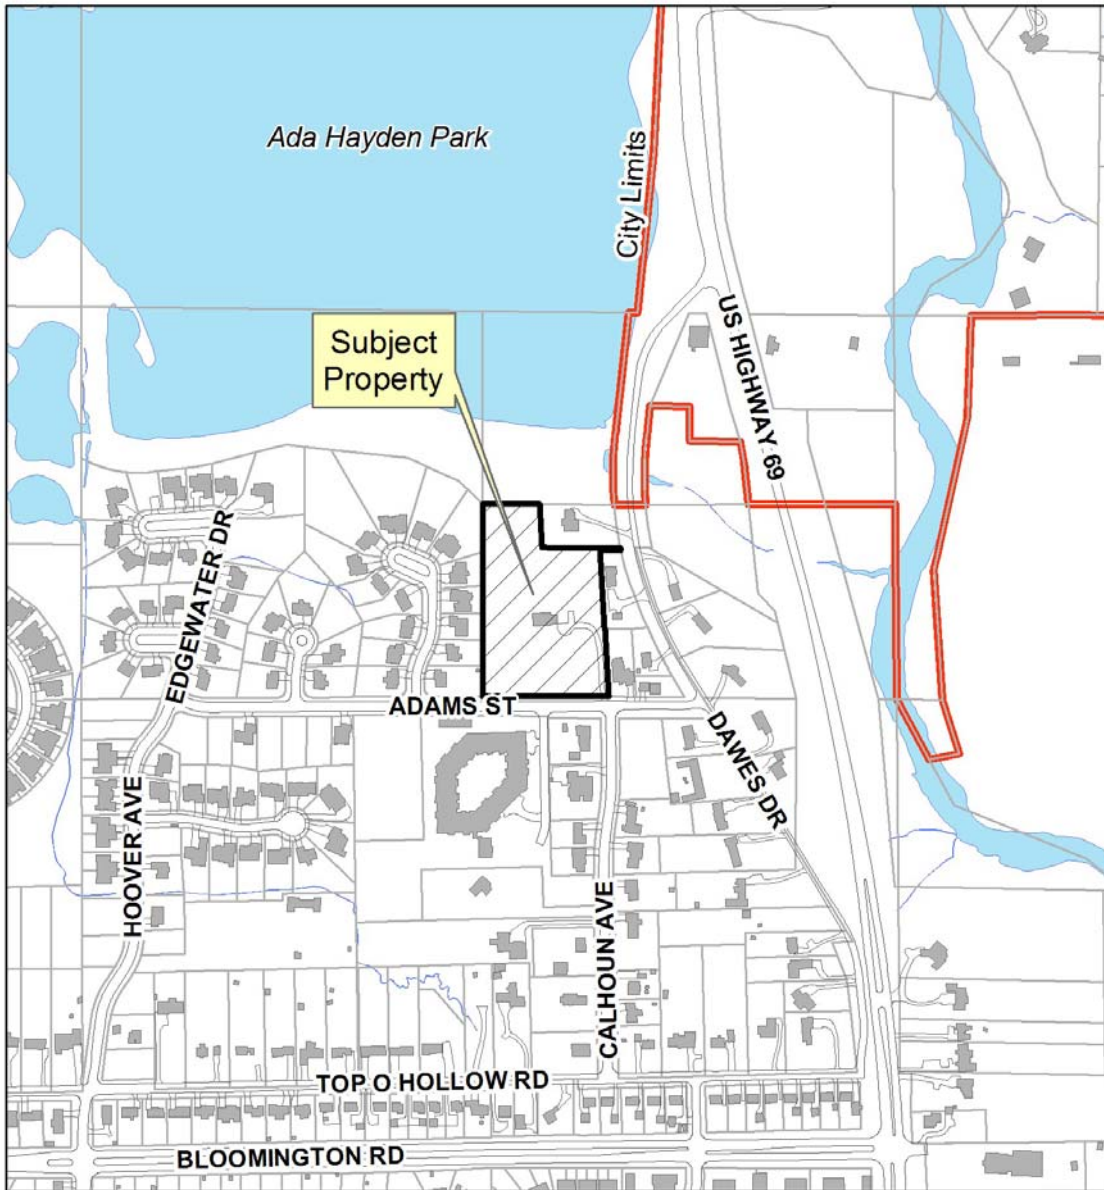 Ada Hayden Park
City Limits
Subject
Property
US HIGHWAY 69
EDGEWATER DR
ADAMS ST
DAWES DR
HOOVER AVE
CALHOUN AVE
TOP O HOLLOW RD
BLOOMINGTON RD